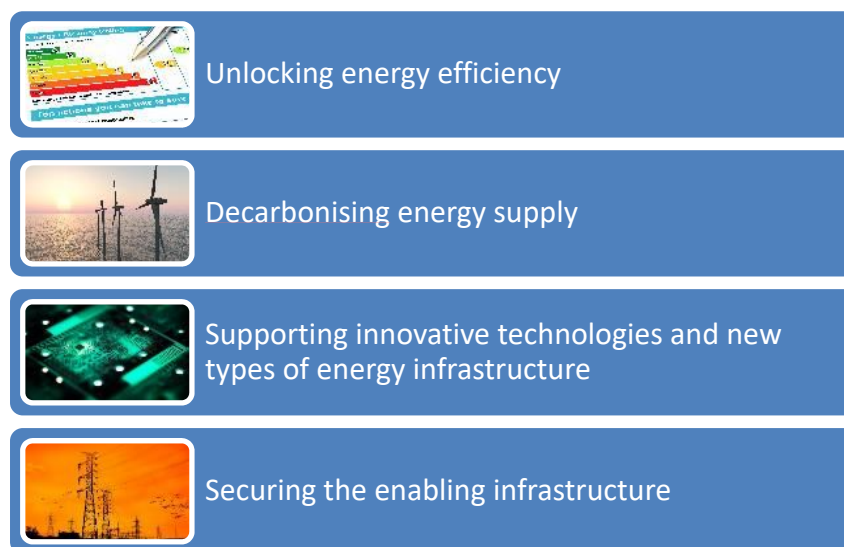 Unlocking energy efficiency
Decarbonising energy supply
Supporting innovative technologies and new
types of energy infrastructure
Securing the enabling infrastructure